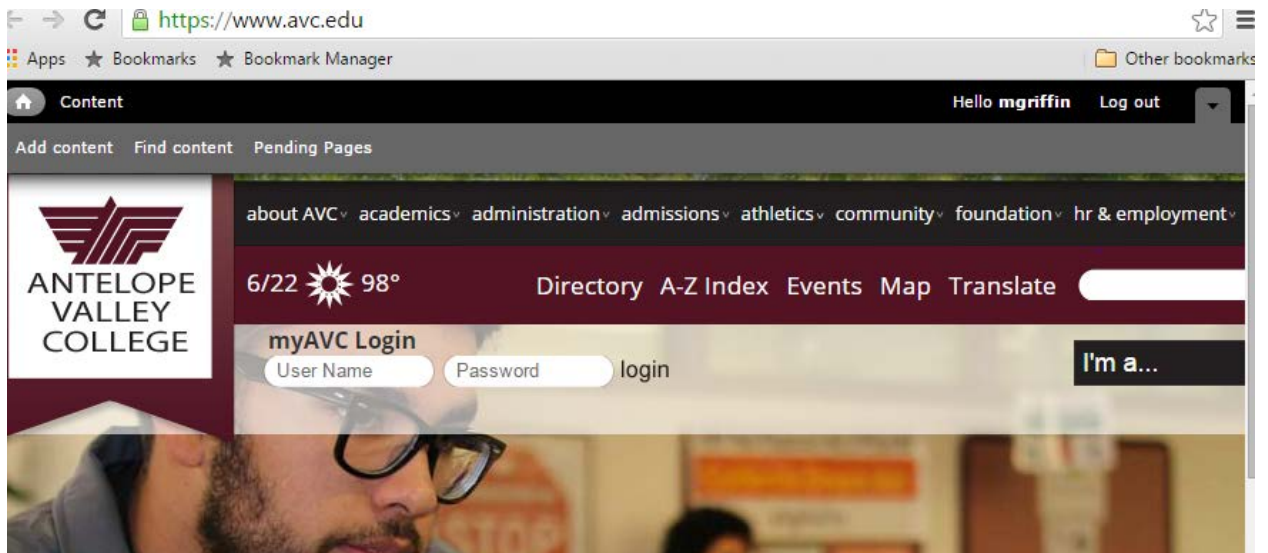 https://www.avc.edu
Apps Bookmarks Bookmark Manager Other bookmarks
Content Hello mgriffin Log out
Add content Find content Pending Pages
about AVC academics administration admissions athletics community foundation hr & employment
ANTELOPE
VALLEY
COLLEGE
6/22 98° Directory A-Z Index Events Map Translate
myAVC Login
User Name Password login
I'm a...
STOP